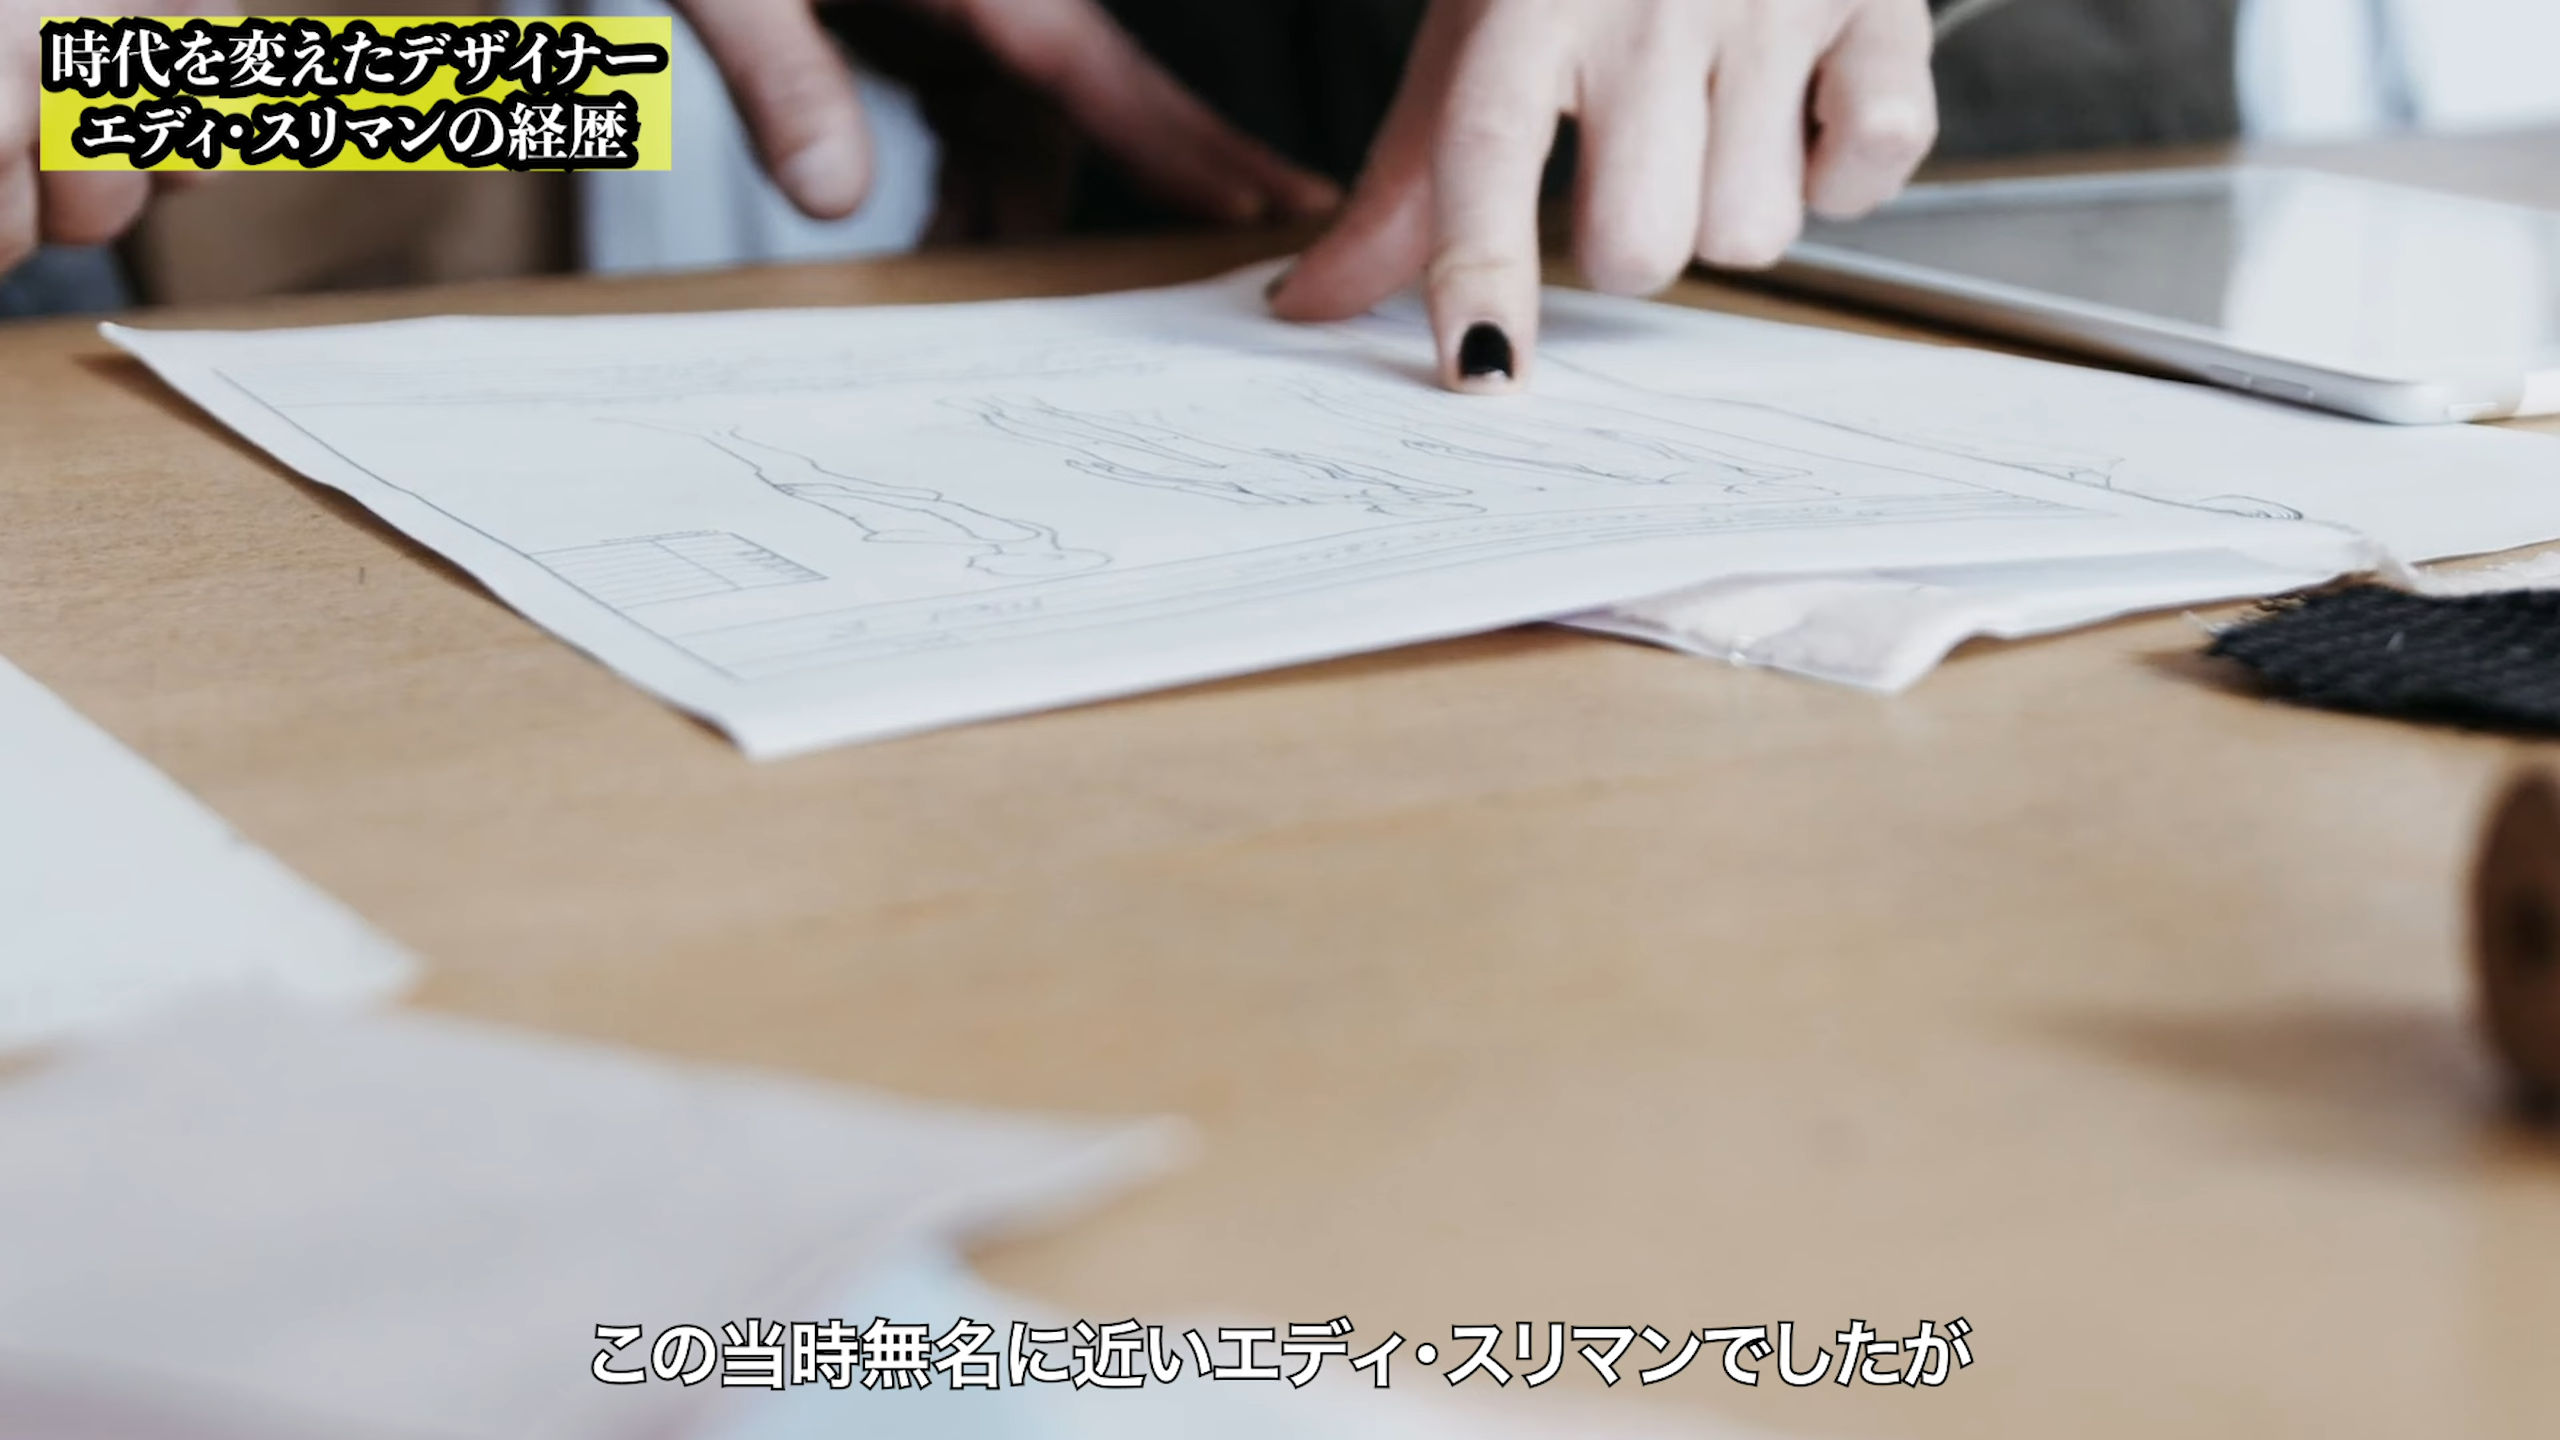 時代を変えたデザイナー
エディ・スリマンの経歴
この当時無名に近いエディ・スリマンでしたが